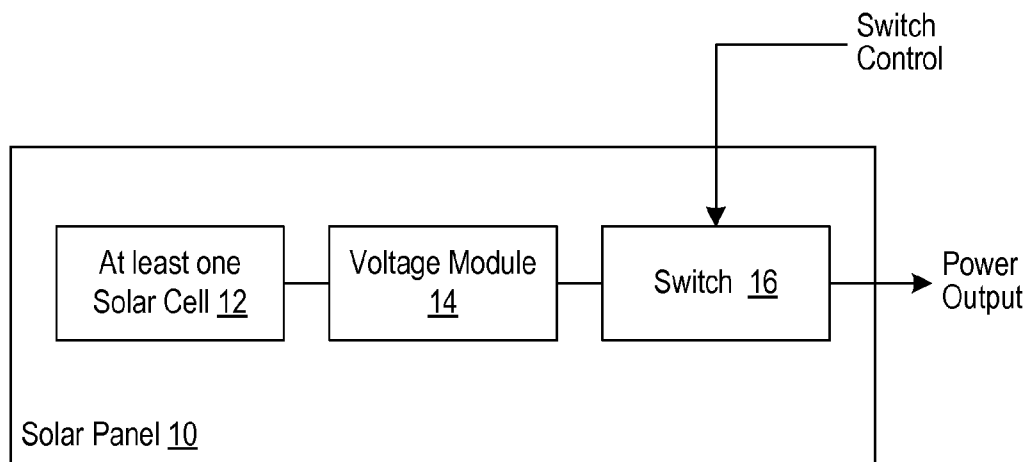 Switch
Control
At least one
Solar Cell 12
Voltage Module
14
Switch 16
Power
Output
Solar Panel 10